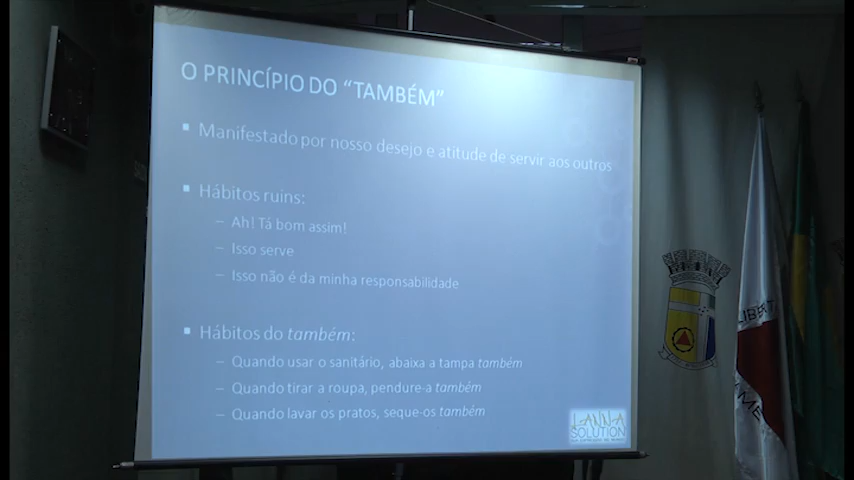 O PRINCÍPIO DO “TAMBÉM”
▪ Manifestado por nosso desejo e atitude de servir aos outros
▪ Hábitos ruins:
– Ah! Tá bom assim!
– Isso serve
– Isso não é da minha responsabilidade
▪ Hábitos do também:
– Quando usar o sanitário, abaixa a tampa também
– Quando tirar a roupa, pendure-a também
– Quando lavar os pratos, seque-os também
LANNA
SOLUTION